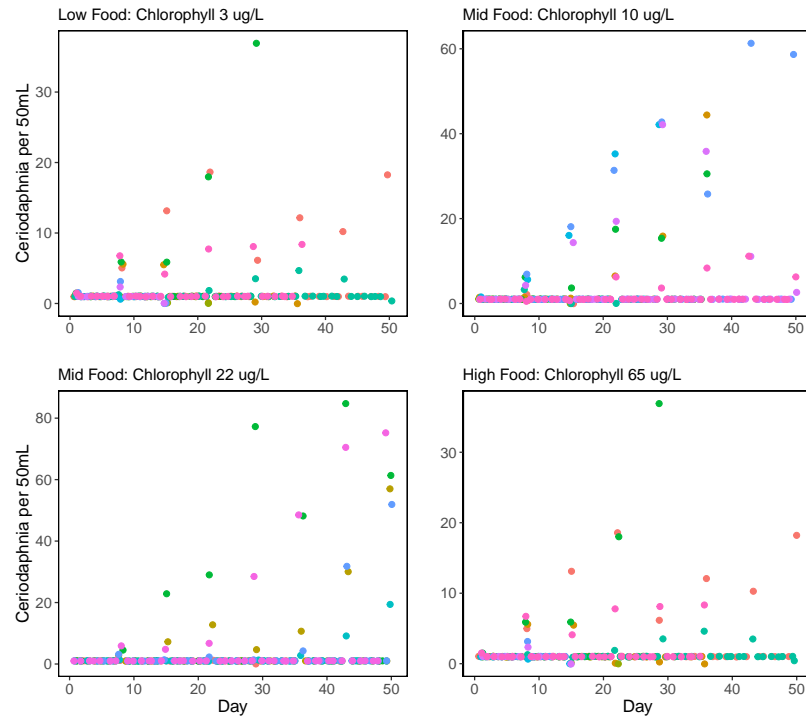 Low Food: Chlorophyll 3 ug/L
Mid Food: Chlorophyll 10 ug/L
Ceriodaphnia per 50mL
30
20
10
0
0 10 20 30 40 50
60
40
20
0
0 10 20 30 40 50
Mid Food: Chlorophyll 22 ug/L
High Food: Chlorophyll 65 ug/L
Ceriodaphnia per 50mL
80
60
40
20
0
0 10 20 30 40 50
Day
30
20
10
0
0 10 20 30 40 50
Day